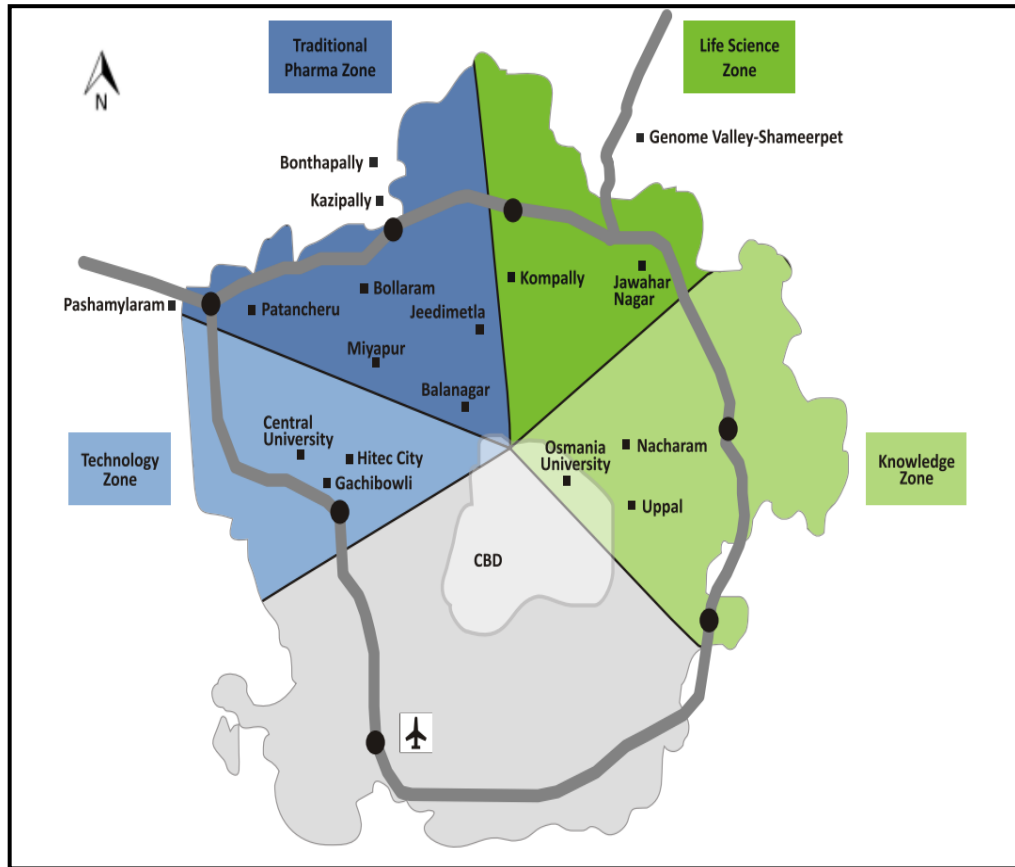 Traditional
Pharma Zone
Life Science
Zone
N
Genome Valley-Shameerpet
Bonthapally
Kazipally
Kompally
Jawahar
Nagar
Bollaram
Pashamylaram
Patancheru
Jeedimetla
Miyapur
Balanagar
Central
University
Technology
Zone
Hitec City
Gachibowli
Osmania
University
Nacharam
Knowledge
Zone
Uppal
CBD